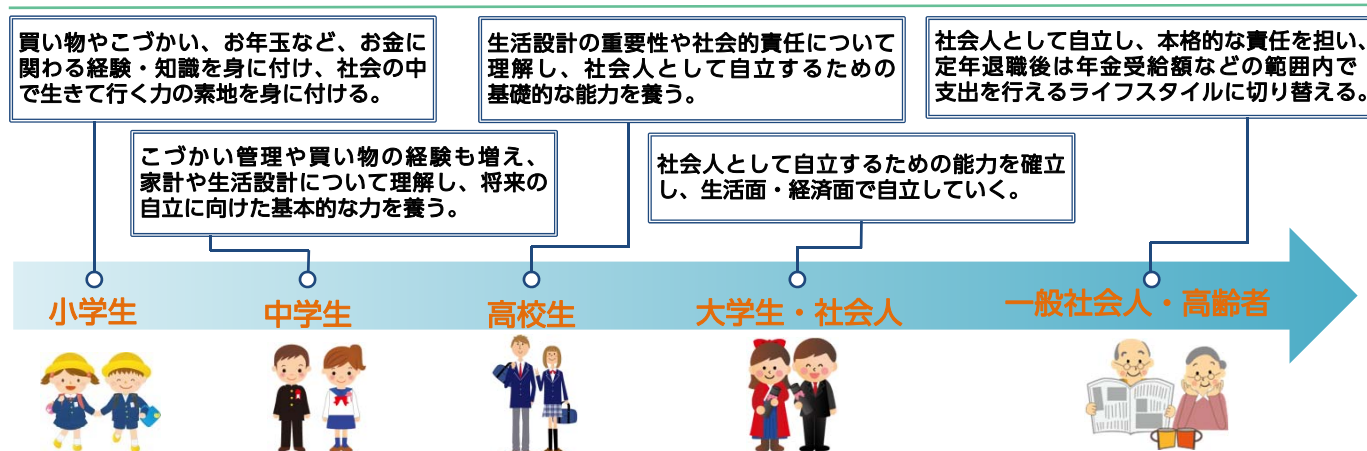 買い物やこづかい、お年玉など、お金に
関わる経験・知識を身に付け、社会の中
で生きて行く力の素地を身に付ける。
こづかい管理や買い物の経験も増え、
家計や生活設計について理解し、将来の
自立に向けた基本的な力を養う。
生活設計の重要性や社会的責任について
理解し、社会人として自立するための
基礎的な能力を養う。
社会人として自立するための能力を確立
し、生活面・経済面で自立していく。
社会人として自立し、本格的な責任を担い、
定年退職後は年金受給額などの範囲内で
支出を行えるライフスタイルに切り替える。
小学生
中学生
高校生
大学生・社会人
一般社会人・高齢者